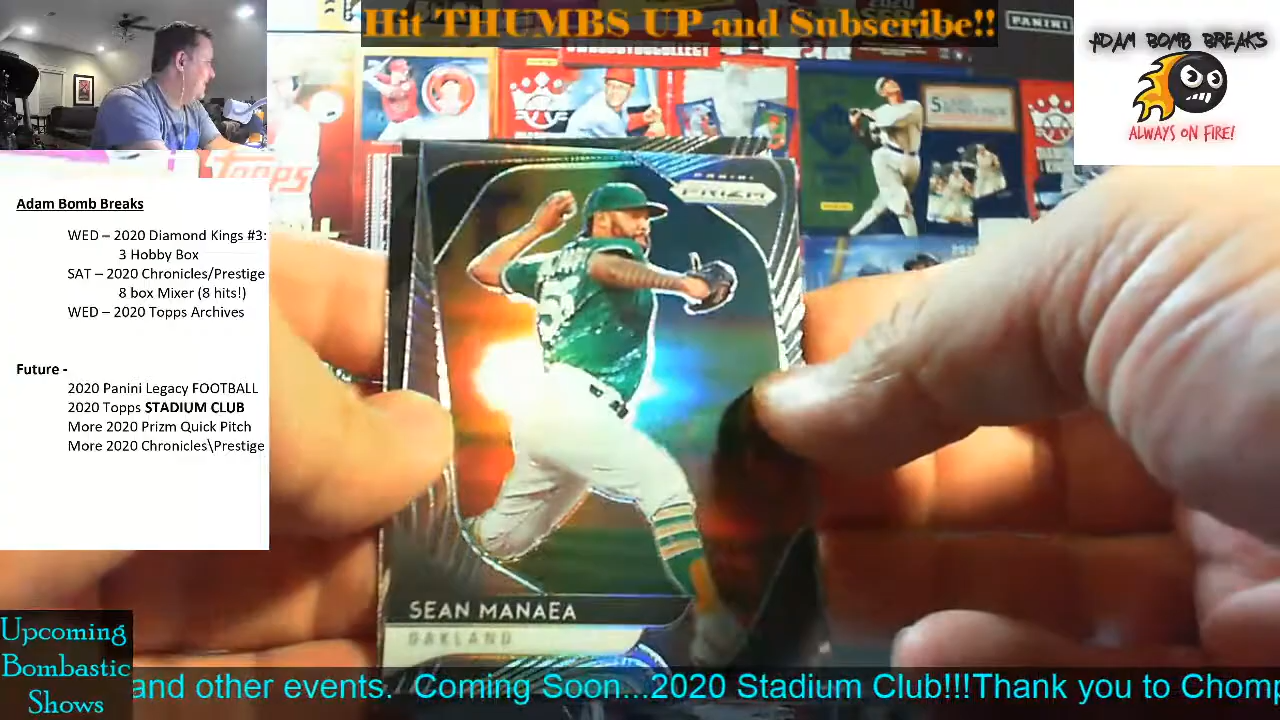 Hit THUMBS UP and Subscribe!!
PANINI
ADAM BOMB BREAKS
ALWAYS ON FIRE!
Topps
PANINI
PRIZM
Adam Bomb Breaks
WED – 2020 Diamond Kings #3:
3 Hobby Box
SAT – 2020 Chronicles/Prestige
8 box Mixer (8 hits!)
WED – 2020 Topps Archives
Future -
2020 Panini Legacy FOOTBALL
2020 Topps STADIUM CLUB
More 2020 Prizm Quick Pitch
More 2020 Chronicles\Prestige
SEAN MANAEA
OAKLAND
Upcoming
Bombastic
Shows
and other events. Coming Soon...2020 Stadium Club!!!Thank you to Chomp